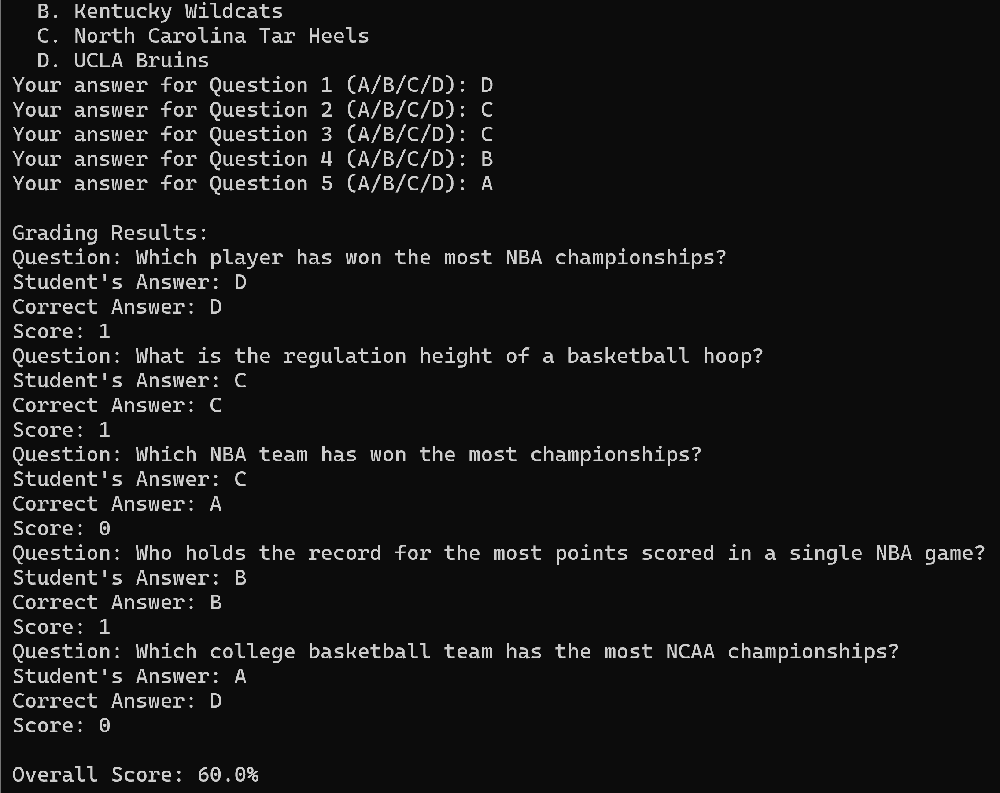 B. Kentucky Wildcats
C. North Carolina Tar Heels
D. UCLA Bruins
Your answer for Question 1 (A/B/C/D): D
Your answer for Question 2 (A/B/C/D): C
Your answer for Question 3 (A/B/C/D): C
Your answer for Question 4 (A/B/C/D): B
Your answer for Question 5 (A/B/C/D): A
Grading Results:
Question: Which player has won the most NBA championships?
Student's Answer: D
Correct Answer: D
Score: 1
Question: What is the regulation height of a basketball hoop?
Student's Answer: C
Correct Answer: C
Score: 1
Question: Which NBA team has won the most championships?
Student's Answer: C
Correct Answer: A
Score: 0
Question: Who holds the record for the most points scored in a single NBA game?
Student's Answer: B
Correct Answer: B
Score: 1
Question: Which college basketball team has the most NCAA championships?
Student's Answer: A
Correct Answer: D
Score: 0
Overall Score: 60.0%